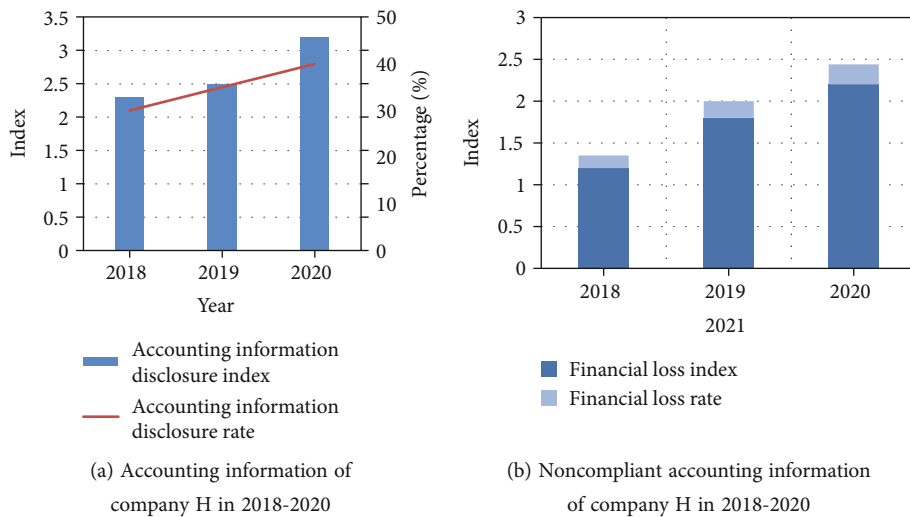 3.5
3
2.5
2
1.5
1
0.5
0
Index
50
40
30
20
10
0
Percentage (%)
2018 2019 2020
Year
Accounting information
disclosure index
Accounting information
disclosure rate
(a) Accounting information of
company H in 2018-2020
3
2.5
2
1.5
1
0.5
0
Index
2018 2019 2020
2021
Financial loss index
Financial loss rate
(b) Noncompliant accounting information
of company H in 2018-2020